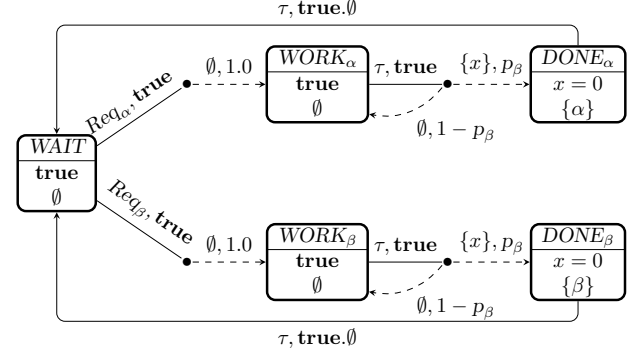 τ, true.∅
WORK_α
true
∅
DONE_α
x = 0
{α}
Req_α, true
∅, 1.0
τ, true
{x}, p_β
∅, 1 − p_β
WAIT
true
∅
Req_β, true
∅, 1.0
WORK_β
true
∅
τ, true
{x}, p_β
∅, 1 − p_β
DONE_β
x = 0
{β}
τ, true.∅